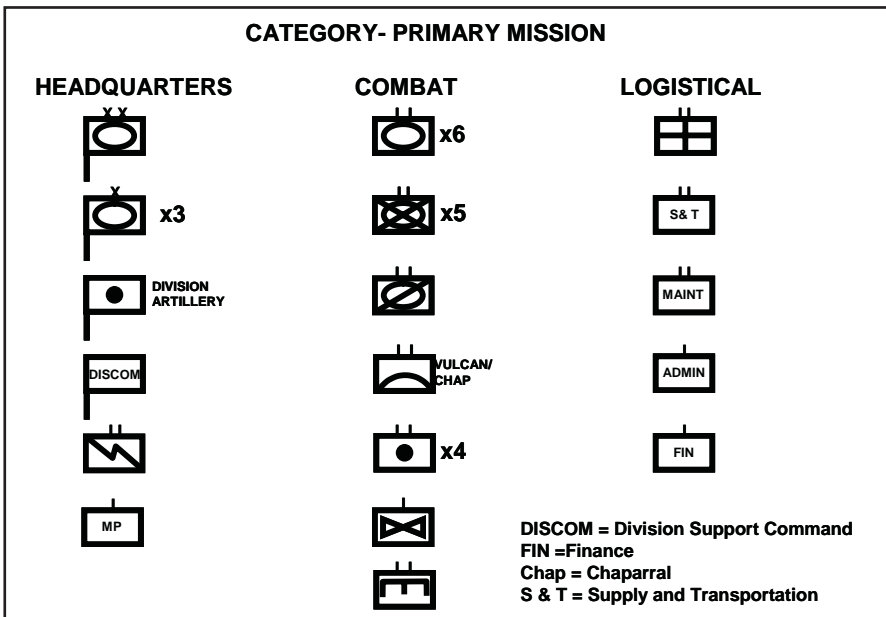 CATEGORY- PRIMARY MISSION
HEADQUARTERS
COMBAT
LOGISTICAL
X X
x6
X
x3
x5
S& T
DIVISION
ARTILLERY
MAINT
DISCOM
VULCAN/
CHAP
ADMIN
x4
FIN
MP
DISCOM = Division Support Command
FIN =Finance
Chap = Chaparral
S & T = Supply and Transportation